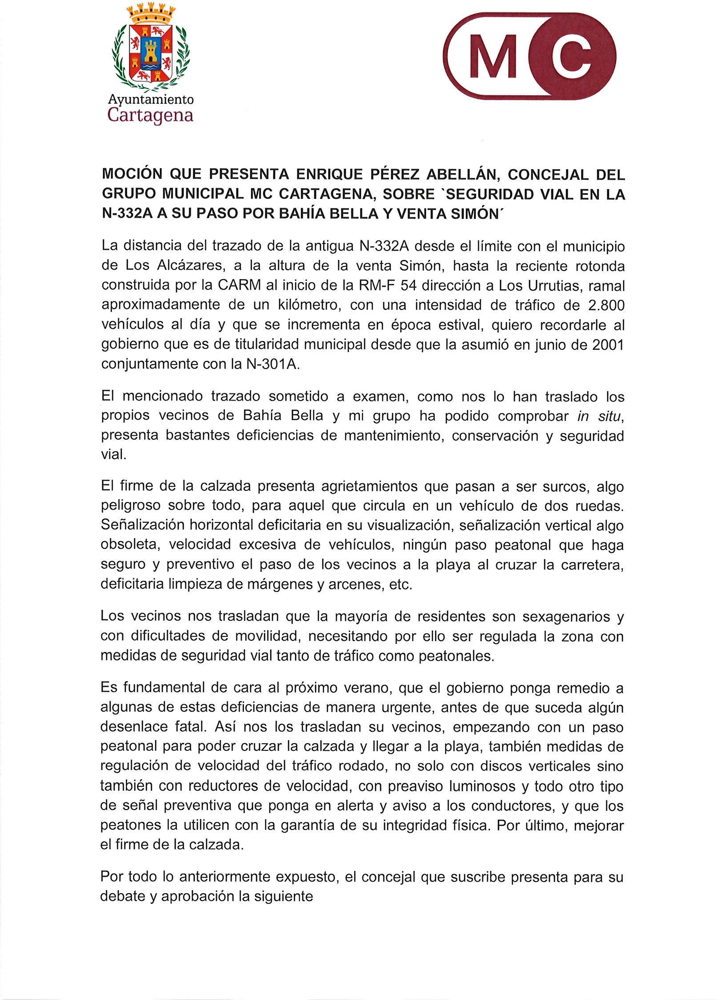 Ayuntamiento
Cartagena
MC
MOCIÓN QUE PRESENTA ENRIQUE PÉREZ ABELLÁN, CONCEJAL DEL
GRUPO MUNICIPAL MC CARTAGENA, SOBRE `SEGURIDAD VIAL EN LA
N-332A A SU PASO POR BAHÍA BELLA Y VENTA SIMÓN´
La distancia del trazado de la antigua N-332A desde el límite con el municipio
de Los Alcázares, a la altura de la venta Simón, hasta la reciente rotonda
construida por la CARM al inicio de la RM-F 54 dirección a Los Urrutias, ramal
aproximadamente de un kilómetro, con una intensidad de tráfico de 2.800
vehículos al día y que se incrementa en época estival, quiero recordarle al
gobierno que es de titularidad municipal desde que la asumió en junio de 2001
conjuntamente con la N-301A.
El mencionado trazado sometido a examen, como nos lo han traslado los
propios vecinos de Bahía Bella y mi grupo ha podido comprobar in situ,
presenta bastantes deficiencias de mantenimiento, conservación y seguridad
vial.
El firme de la calzada presenta agrietamientos que pasan a ser surcos, algo
peligroso sobre todo, para aquel que circula en un vehículo de dos ruedas.
Señalización horizontal deficitaria en su visualización, señalización vertical algo
obsoleta, velocidad excesiva de vehículos, ningún paso peatonal que haga
seguro y preventivo el paso de los vecinos a la playa al cruzar la carretera,
deficitaria limpieza de márgenes y arcenes, etc.
Los vecinos nos trasladan que la mayoría de residentes son sexagenarios y
con dificultades de movilidad, necesitando por ello ser regulada la zona con
medidas de seguridad vial tanto de tráfico como peatonales.
Es fundamental de cara al próximo verano, que el gobierno ponga remedio a
algunas de estas deficiencias de manera urgente, antes de que suceda algún
desenlace fatal. Así nos los trasladan su vecinos, empezando con un paso
peatonal para poder cruzar la calzada y llegar a la playa, también medidas de
regulación de velocidad del tráfico rodado, no solo con discos verticales sino
también con reductores de velocidad, con preaviso luminosos y todo otro tipo
de señal preventiva que ponga en alerta y aviso a los conductores, y que los
peatones la utilicen con la garantía de su integridad física. Por último, mejorar
el firme de la calzada.
Por todo lo anteriormente expuesto, el concejal que suscribe presenta para su
debate y aprobación la siguiente